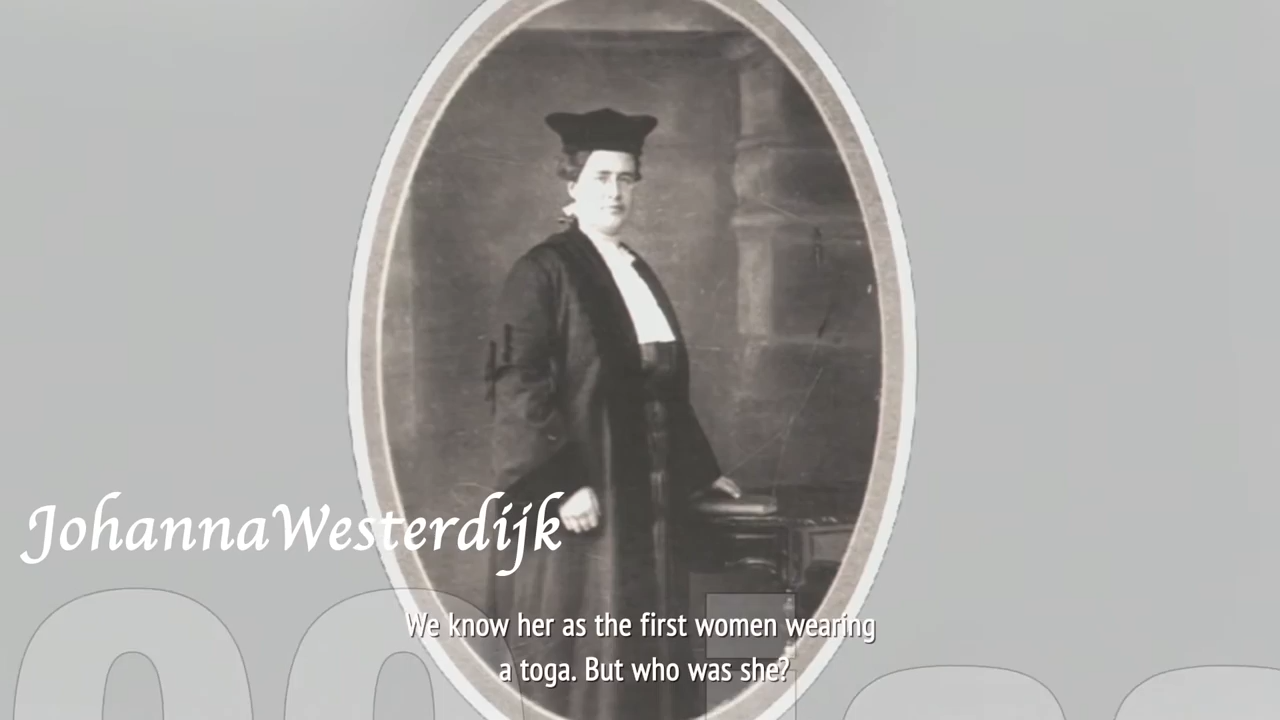 JohannaWesterdijk
We know her as the first women wearing
a toga. But who was she?